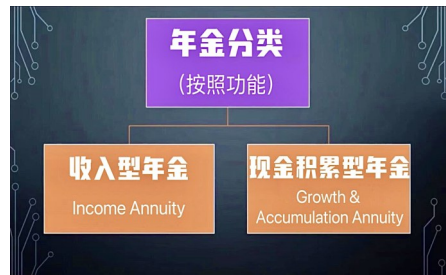 年金分类
(按照功能)
收入型年金
Income Annuity
现金积累型年金
Growth &
Accumulation Annuity